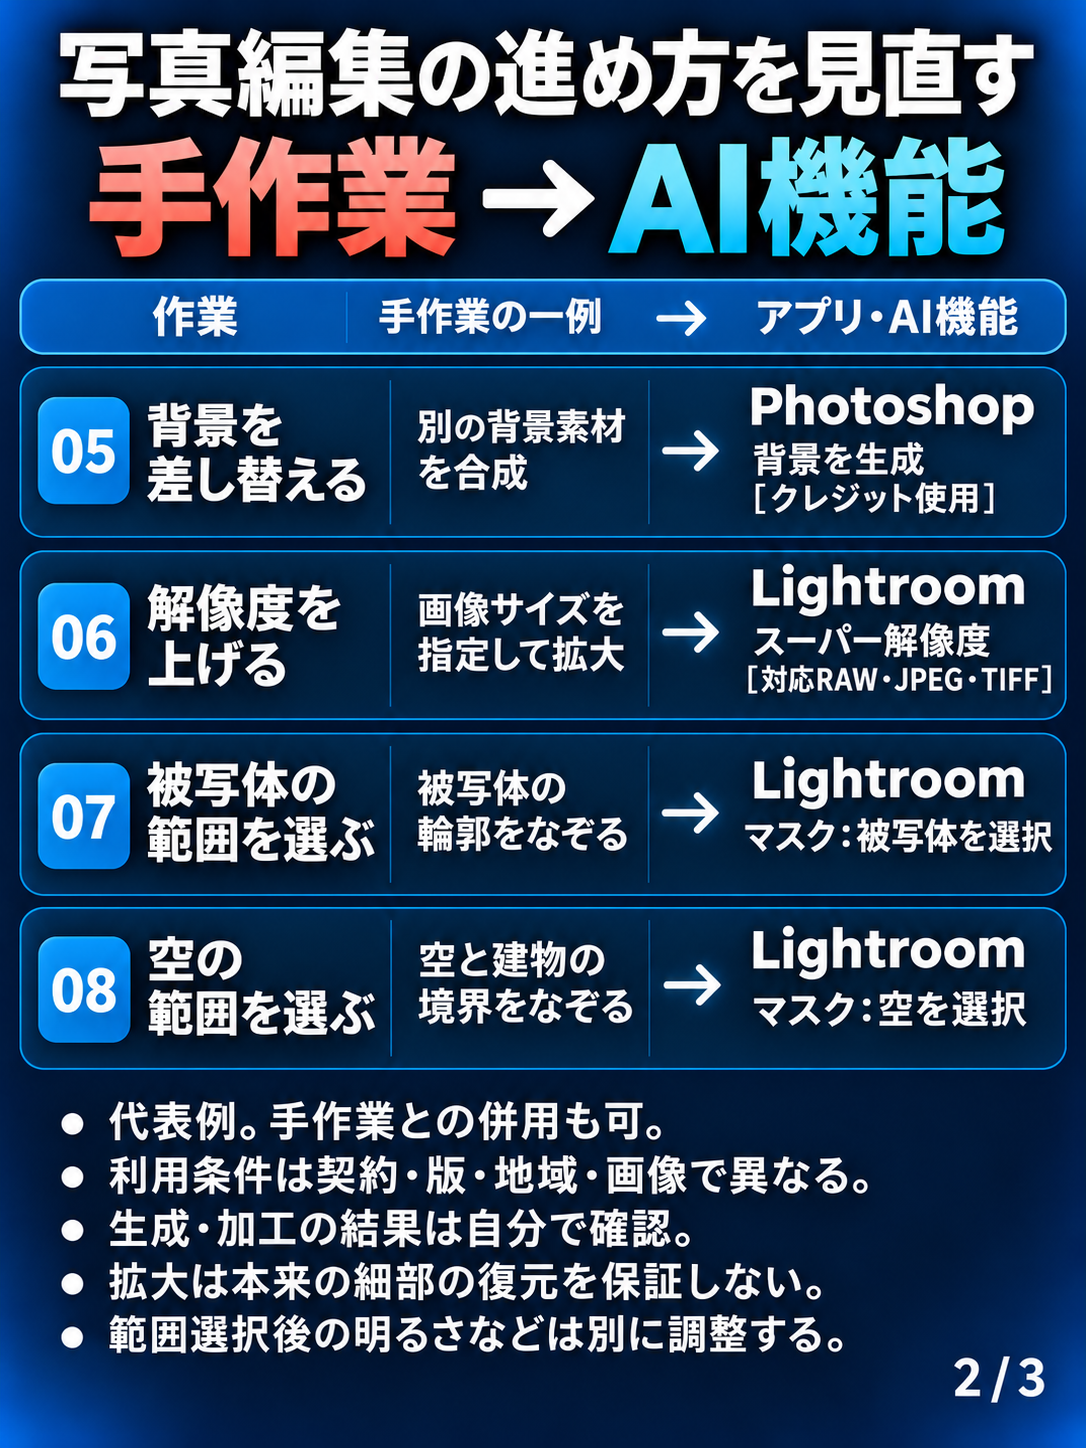 写真編集の進め方を見直す
手作業→AI機能
作業 手作業の一例 → アプリ・AI機能
05 背景を
差し替える
別の背景素材
を合成
→
Photoshop
背景を生成
[クレジット使用]
06 解像度を
上げる
画像サイズを
指定して拡大
→
Lightroom
スーパー解像度
[対応RAW・JPEG・TIFF]
07 被写体の
範囲を選ぶ
被写体の
輪郭をなぞる
→
Lightroom
マスク：被写体を選択
08 空の
範囲を選ぶ
空と建物の
境界をなぞる
→
Lightroom
マスク：空を選択
● 代表例。手作業との併用も可。
● 利用条件は契約・版・地域・画像で異なる。
● 生成・加工の結果は自分で確認。
● 拡大は本来の細部の復元を保証しない。
● 範囲選択後の明るさなどは別に調整する。
2/3